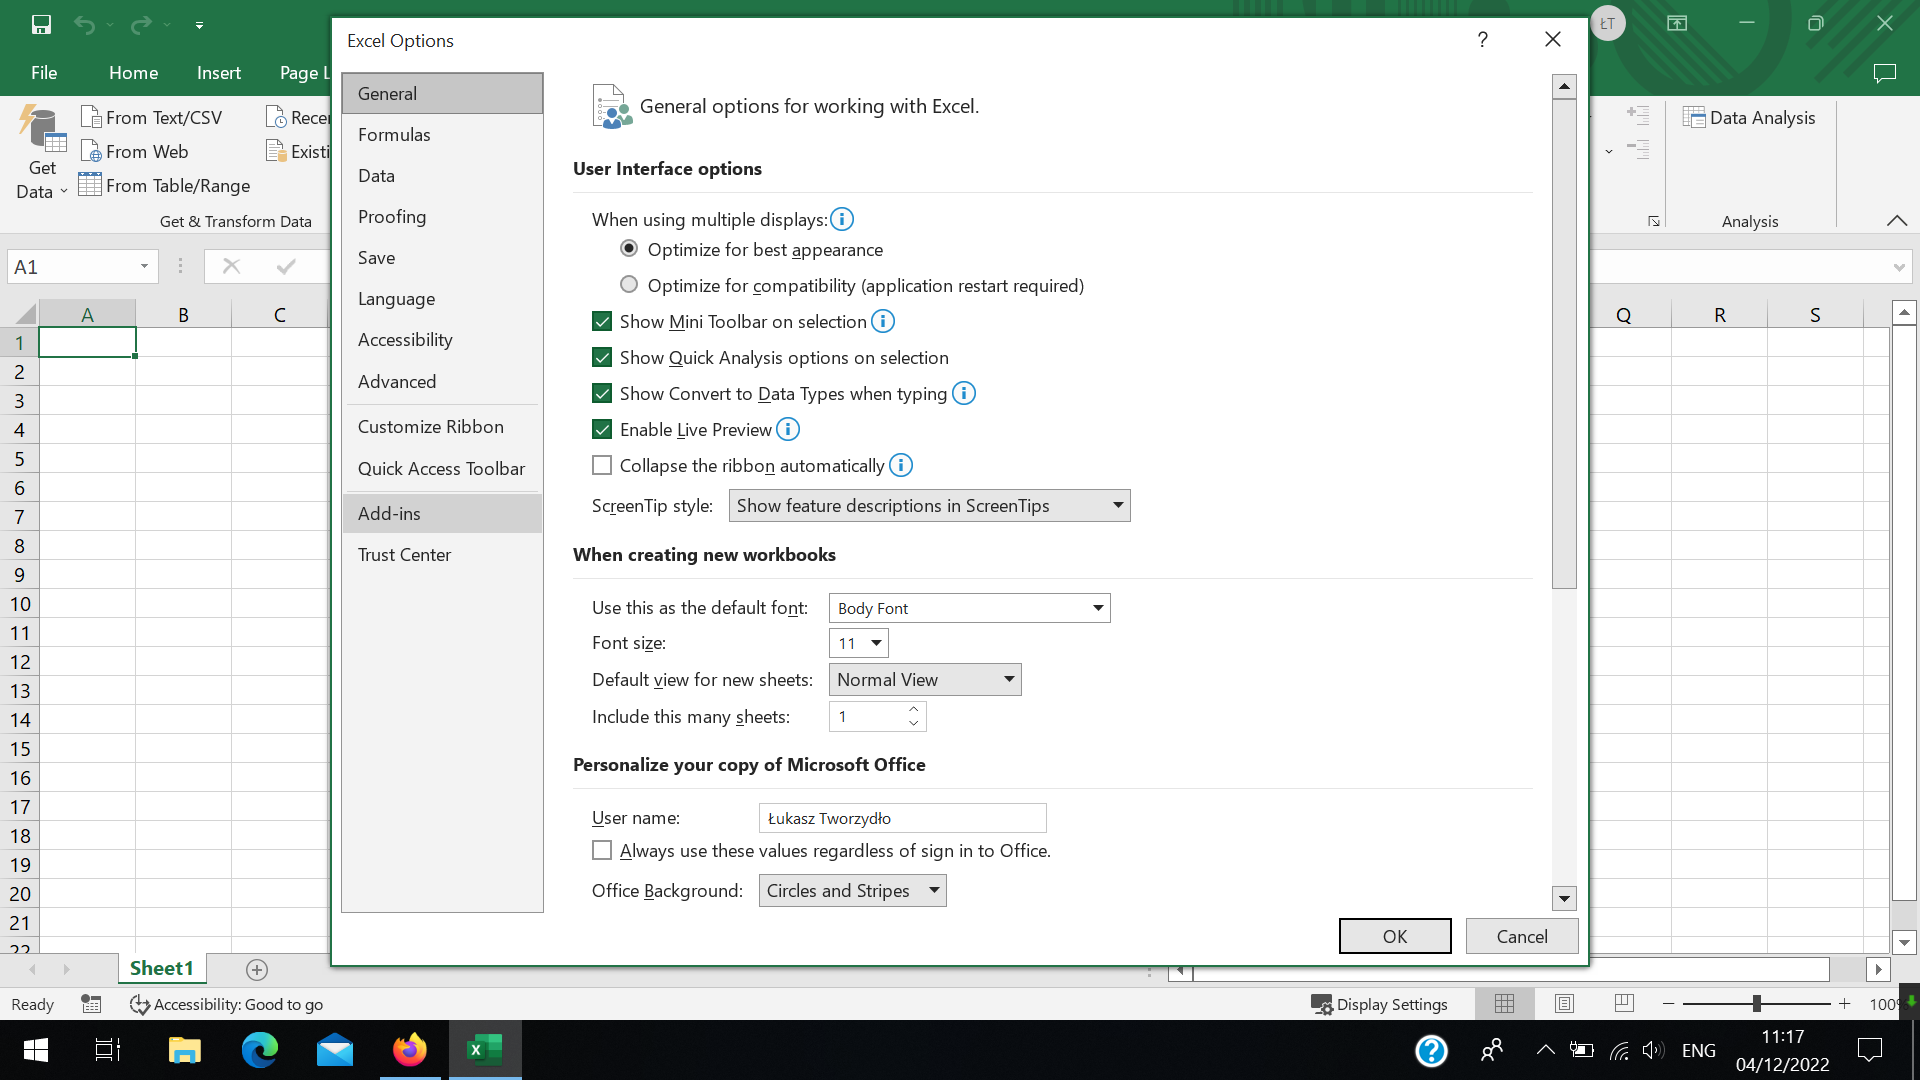 Excel Options
?
ŁT
File
Home
Insert
Page L
General
Formulas
Data
Proofing
Save
Language
Accessibility
Advanced
Customize Ribbon
Quick Access Toolbar
Add-ins
Trust Center
General options for working with Excel.
User Interface options
When using multiple displays:
Optimize for best appearance
Optimize for compatibility (application restart required)
Show Mini Toolbar on selection
Show Quick Analysis options on selection
Show Convert to Data Types when typing
Enable Live Preview
Collapse the ribbon automatically
ScreenTip style: Show feature descriptions in ScreenTips
When creating new workbooks
Use this as the default font: Body Font
Font size: 11
Default view for new sheets: Normal View
Include this many sheets: 1
Personalize your copy of Microsoft Office
User name: Łukasz Tworzydło
Always use these values regardless of sign in to Office.
Office Background: Circles and Stripes
OK
Cancel
Get
Data
From Text/CSV
From Web
From Table/Range
Recer
Existi
Get & Transform Data
Data Analysis
Analysis
A1
A B C Q R S
1
2
3
4
5
6
7
8
9
10
11
12
13
14
15
16
17
18
19
20
21
22
Sheet1
Ready
Accessibility: Good to go
Display Settings
100%
ENG
11:17
04/12/2022